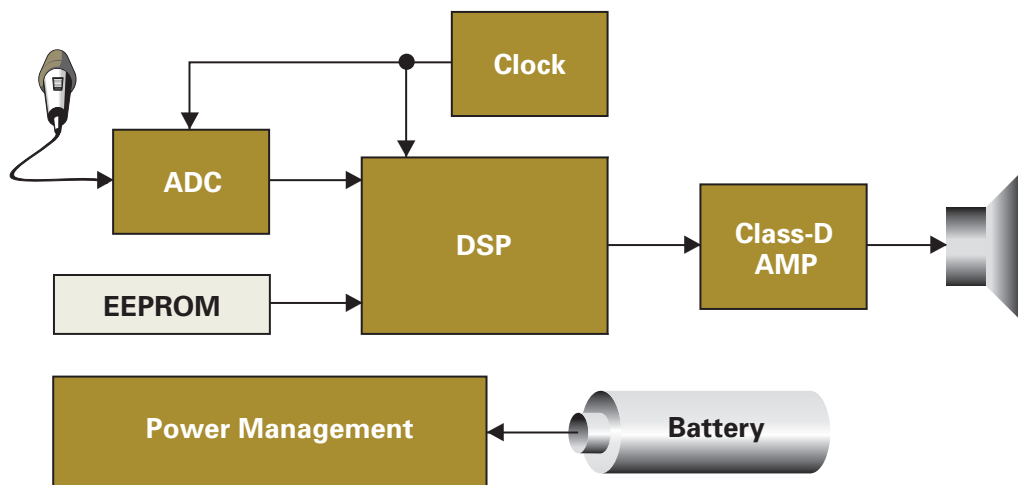 Clock
ADC
DSP
Class-D
AMP
EEPROM
Power Management
Battery